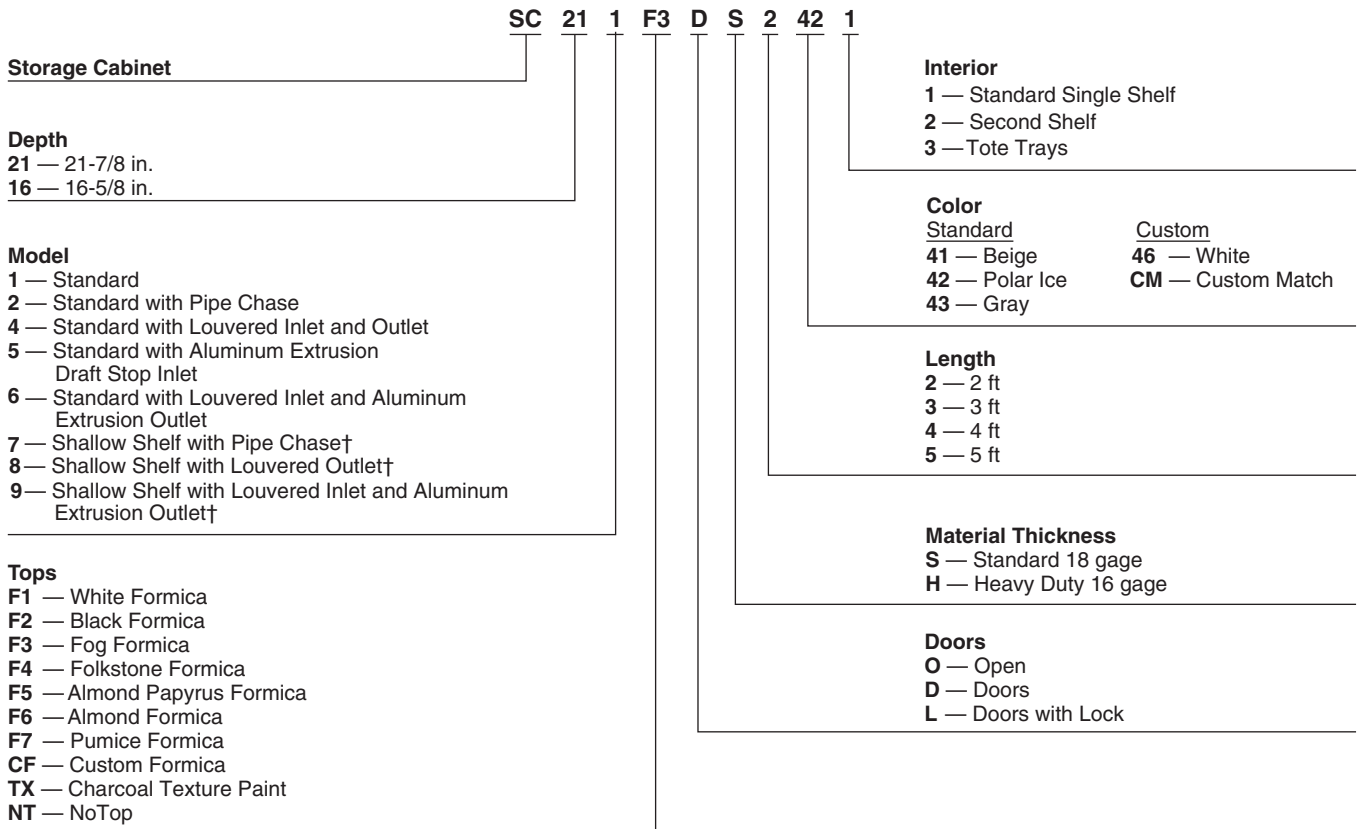 SC 21 1 F3 D S 2 42 1
Storage Cabinet
Depth
21 — 21-7/8 in.
16 — 16-5/8 in.
Model
1 — Standard
2 — Standard with Pipe Chase
4 — Standard with Louvered Inlet and Outlet
5 — Standard with Aluminum Extrusion
Draft Stop Inlet
6 — Standard with Louvered Inlet and Aluminum
Extrusion Outlet
7 — Shallow Shelf with Pipe Chase†
8 — Shallow Shelf with Louvered Outlet†
9 — Shallow Shelf with Louvered Inlet and Aluminum
Extrusion Outlet†
Tops
F1 — White Formica
F2 — Black Formica
F3 — Fog Formica
F4 — Folkstone Formica
F5 — Almond Papyrus Formica
F6 — Almond Formica
F7 — Pumice Formica
CF — Custom Formica
TX — Charcoal Texture Paint
NT — NoTop
Interior
1 — Standard Single Shelf
2 — Second Shelf
3 — Tote Trays
Color
Standard Custom
41 — Beige 46 — White
42 — Polar Ice CM — Custom Match
43 — Gray
Length
2 — 2 ft
3 — 3 ft
4 — 4 ft
5 — 5 ft
Material Thickness
S — Standard 18 gage
H — Heavy Duty 16 gage
Doors
O — Open
D — Doors
L — Doors with Lock